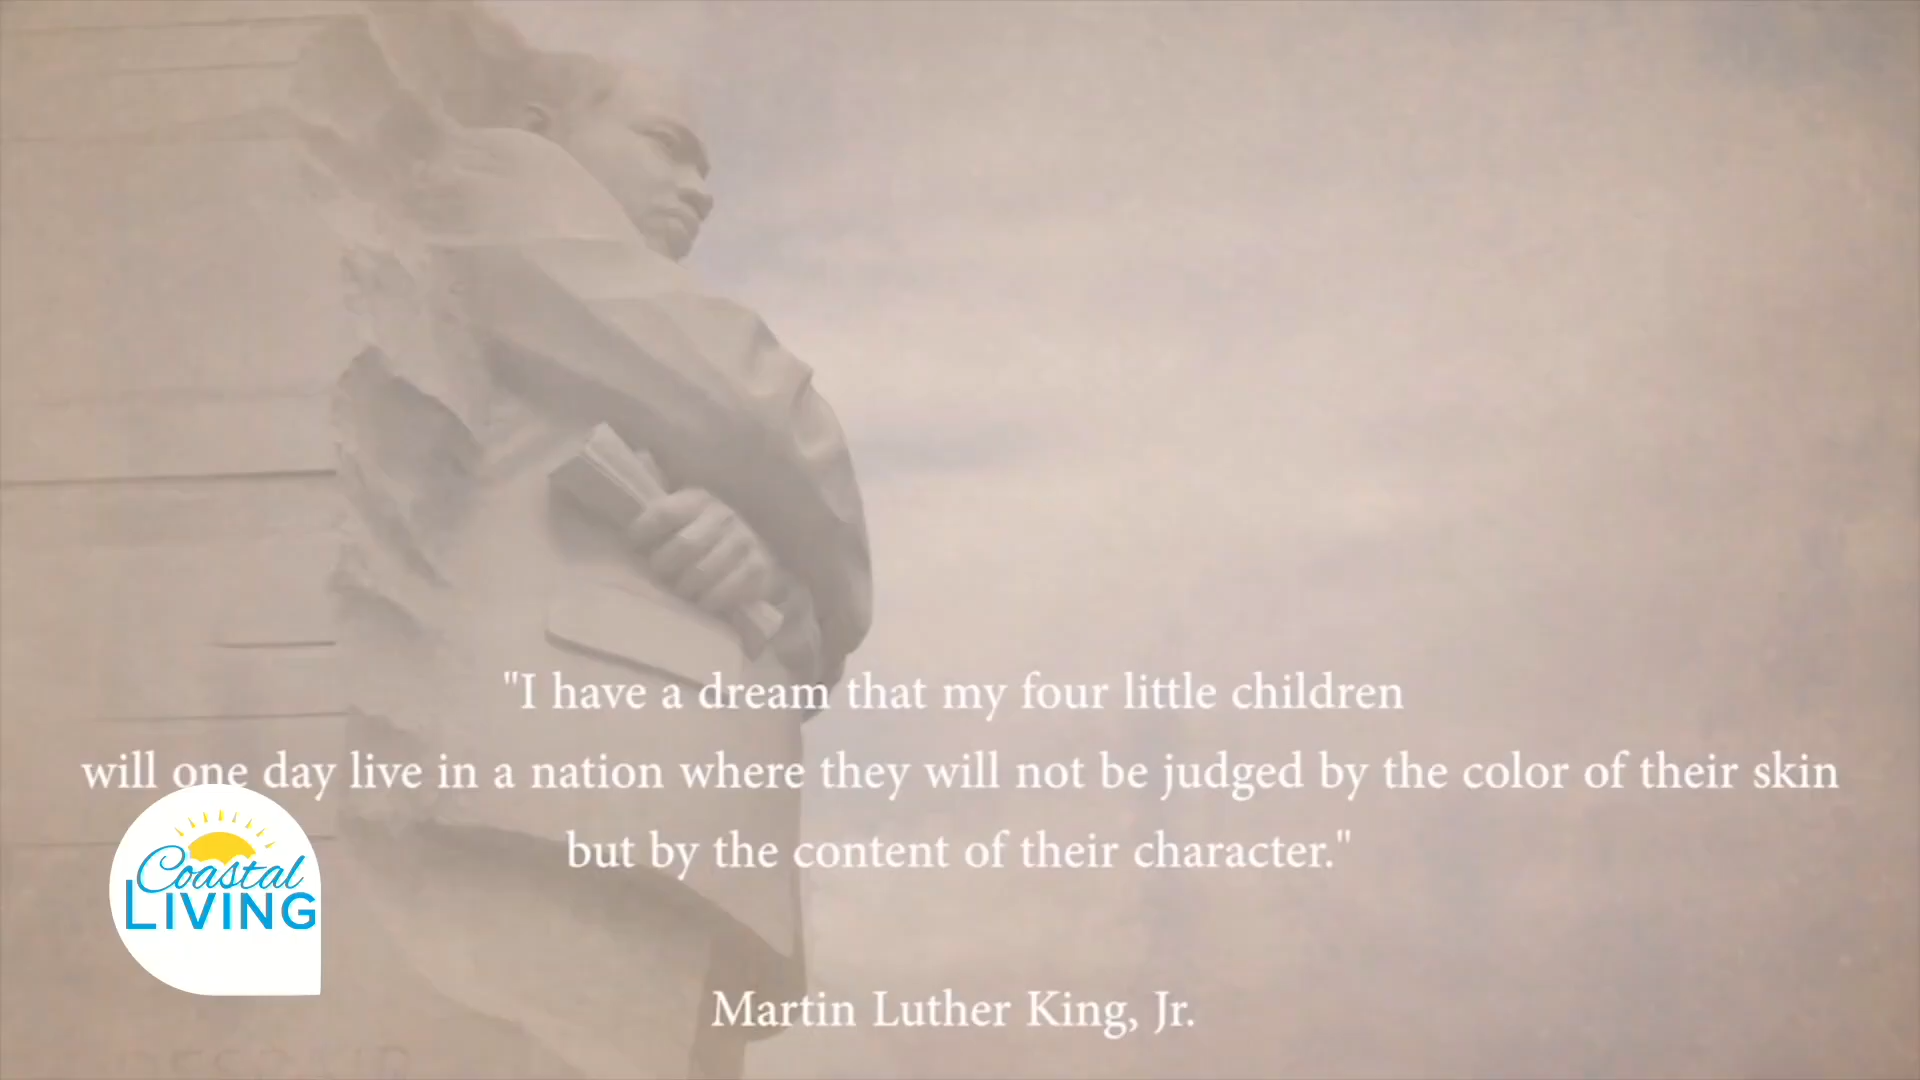 "I have a dream that my four little children
will one day live in a nation where they will not be judged by the color of their skin
but by the content of their character."
Coastal
LIVING
Martin Luther King, Jr.